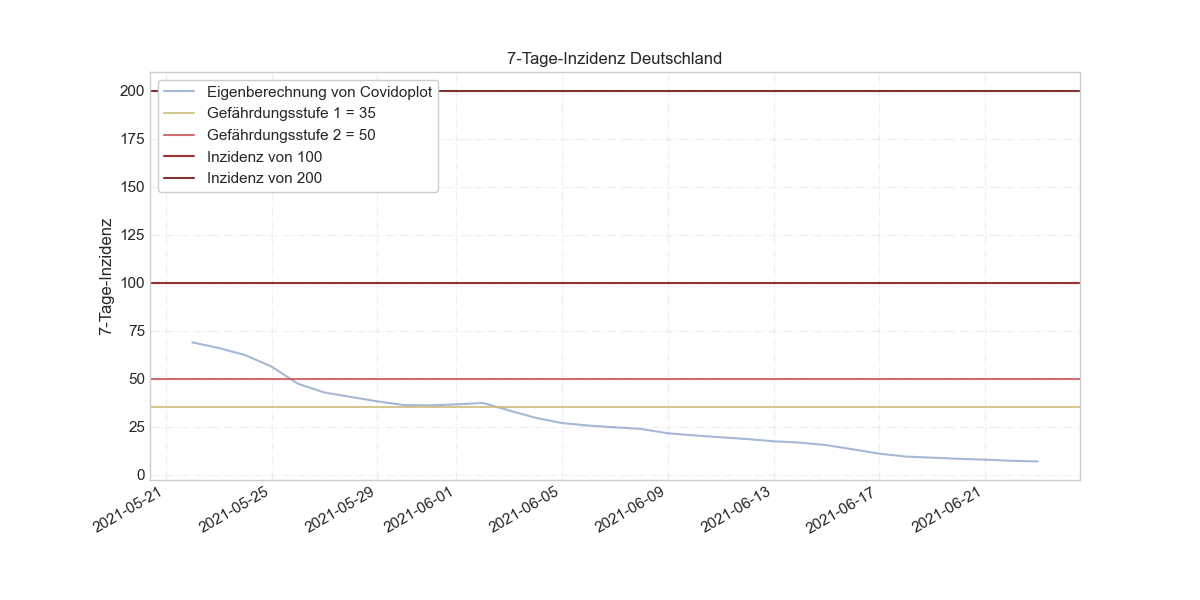 7-Tage-Inzidenz Deutschland
200
175
150
125
100
75
50
25
0
7-Tage-Inzidenz
Eigenberechnung von Covidoplot
Gefährdungsstufe 1 = 35
Gefährdungsstufe 2 = 50
Inzidenz von 100
Inzidenz von 200
2021-05-21
2021-05-25
2021-05-29
2021-06-01
2021-06-05
2021-06-09
2021-06-13
2021-06-17
2021-06-21